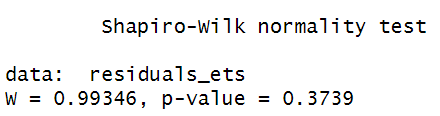 Shapiro-Wilk normality test
data:  residuals_ets
W = 0.99346, p-value = 0.3739